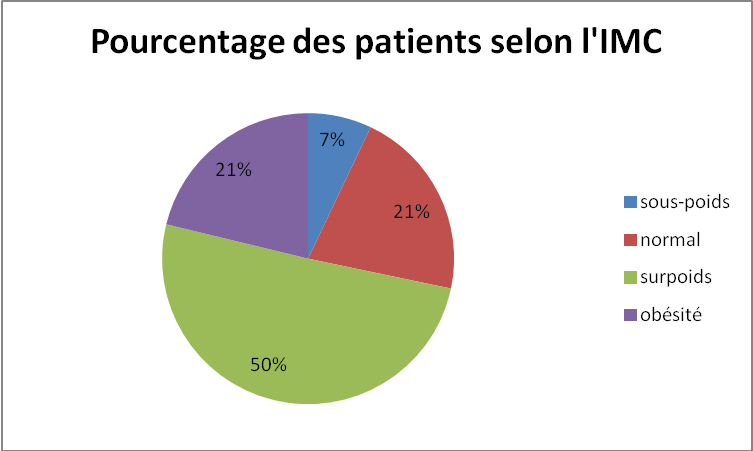 Pourcentage des patients selon l'IMC
7%
21%
21%
50%
sous-poids
normal
surpoids
obésité